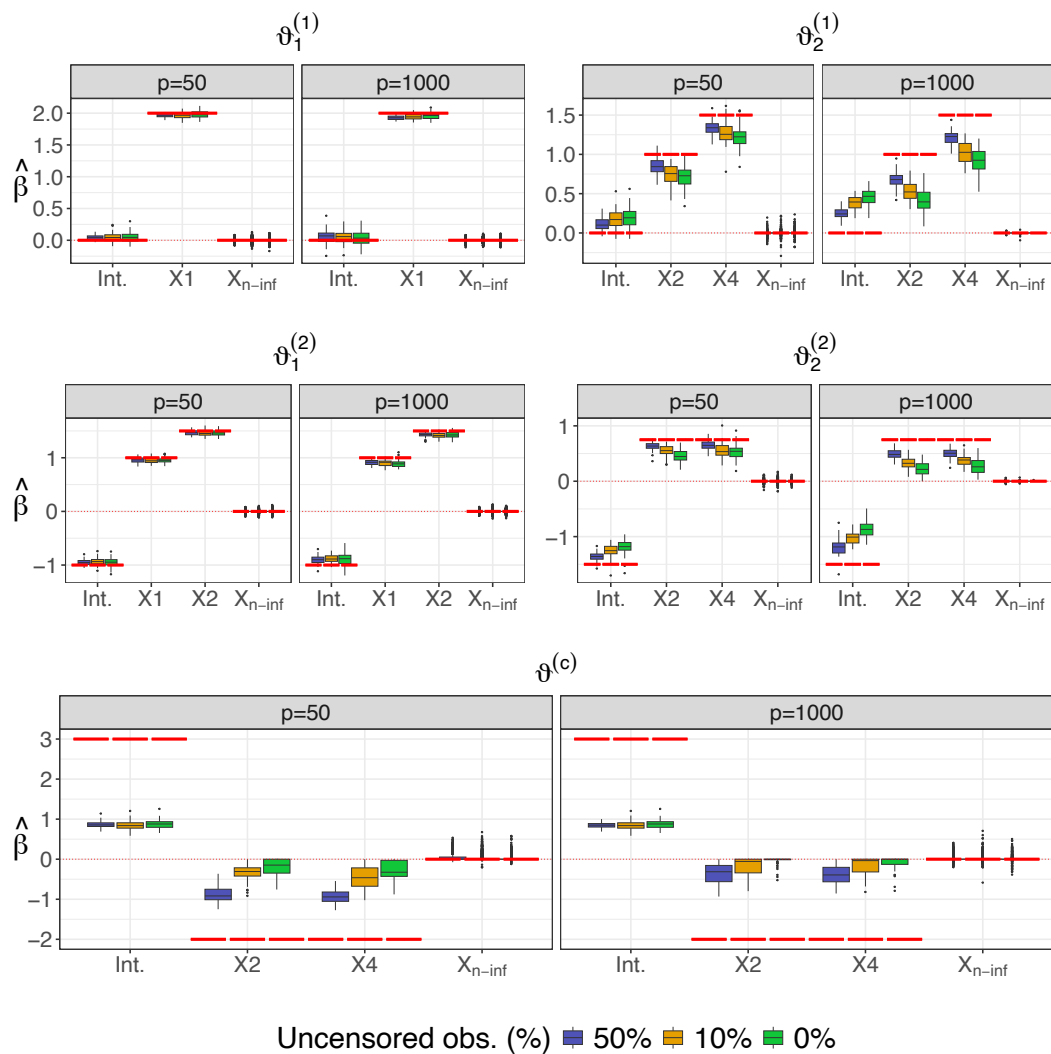 ϑ₁⁽¹⁾
p=50 p=1000
β̂
2.0
1.5
1.0
0.5
0.0
Int. X1 Xₙ₋inf Int. X1 Xₙ₋inf
ϑ₂⁽¹⁾
p=50 p=1000
1.5
1.0
0.5
0.0
Int. X2 X4 Xₙ₋inf Int. X2 X4 Xₙ₋inf
ϑ₁⁽²⁾
p=50 p=1000
β̂
1
0
−1
Int. X1 X2 Xₙ₋inf Int. X1 X2 Xₙ₋inf
ϑ₂⁽²⁾
p=50 p=1000
1
0
−1
Int. X2 X4 Xₙ₋inf Int. X2 X4 Xₙ₋inf
ϑ⁽ᶜ⁾
p=50 p=1000
β̂
3
2
1
0
−1
−2
Int. X2 X4 Xₙ₋inf Int. X2 X4 Xₙ₋inf
Uncensored obs. (%) 50% 10% 0%